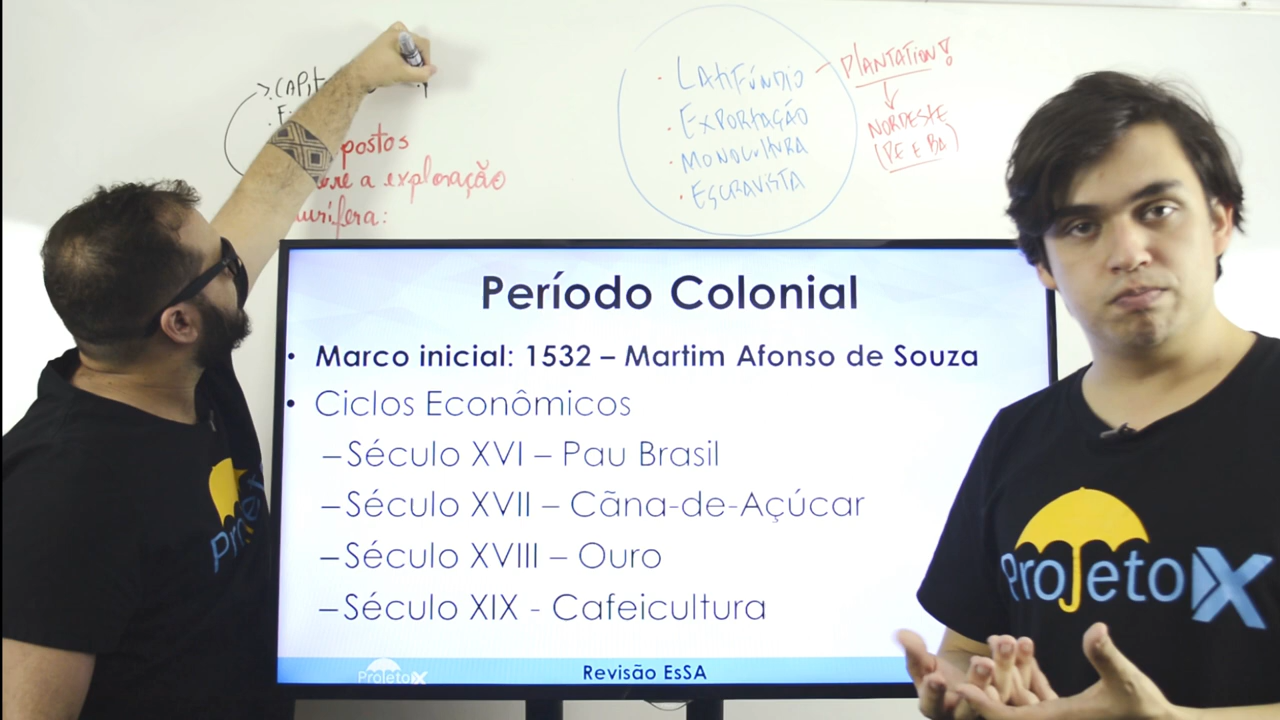 LATIFÚNDIO
PLANTATION!
EXPORTAÇÃO
NORDESTE
MONOCULTURA
(PE E BA)
ESCRAVISTA
postos
a exploração
Período Colonial
• Marco inicial: 1532 – Martim Afonso de Souza
• Ciclos Econômicos
–Século XVI – Pau Brasil
–Século XVII – Cãna-de-Açúcar
–Século XVIII – Ouro
–Século XIX - Cafeicultura
ProJetoX
Revisão EsSA
ProJetoX